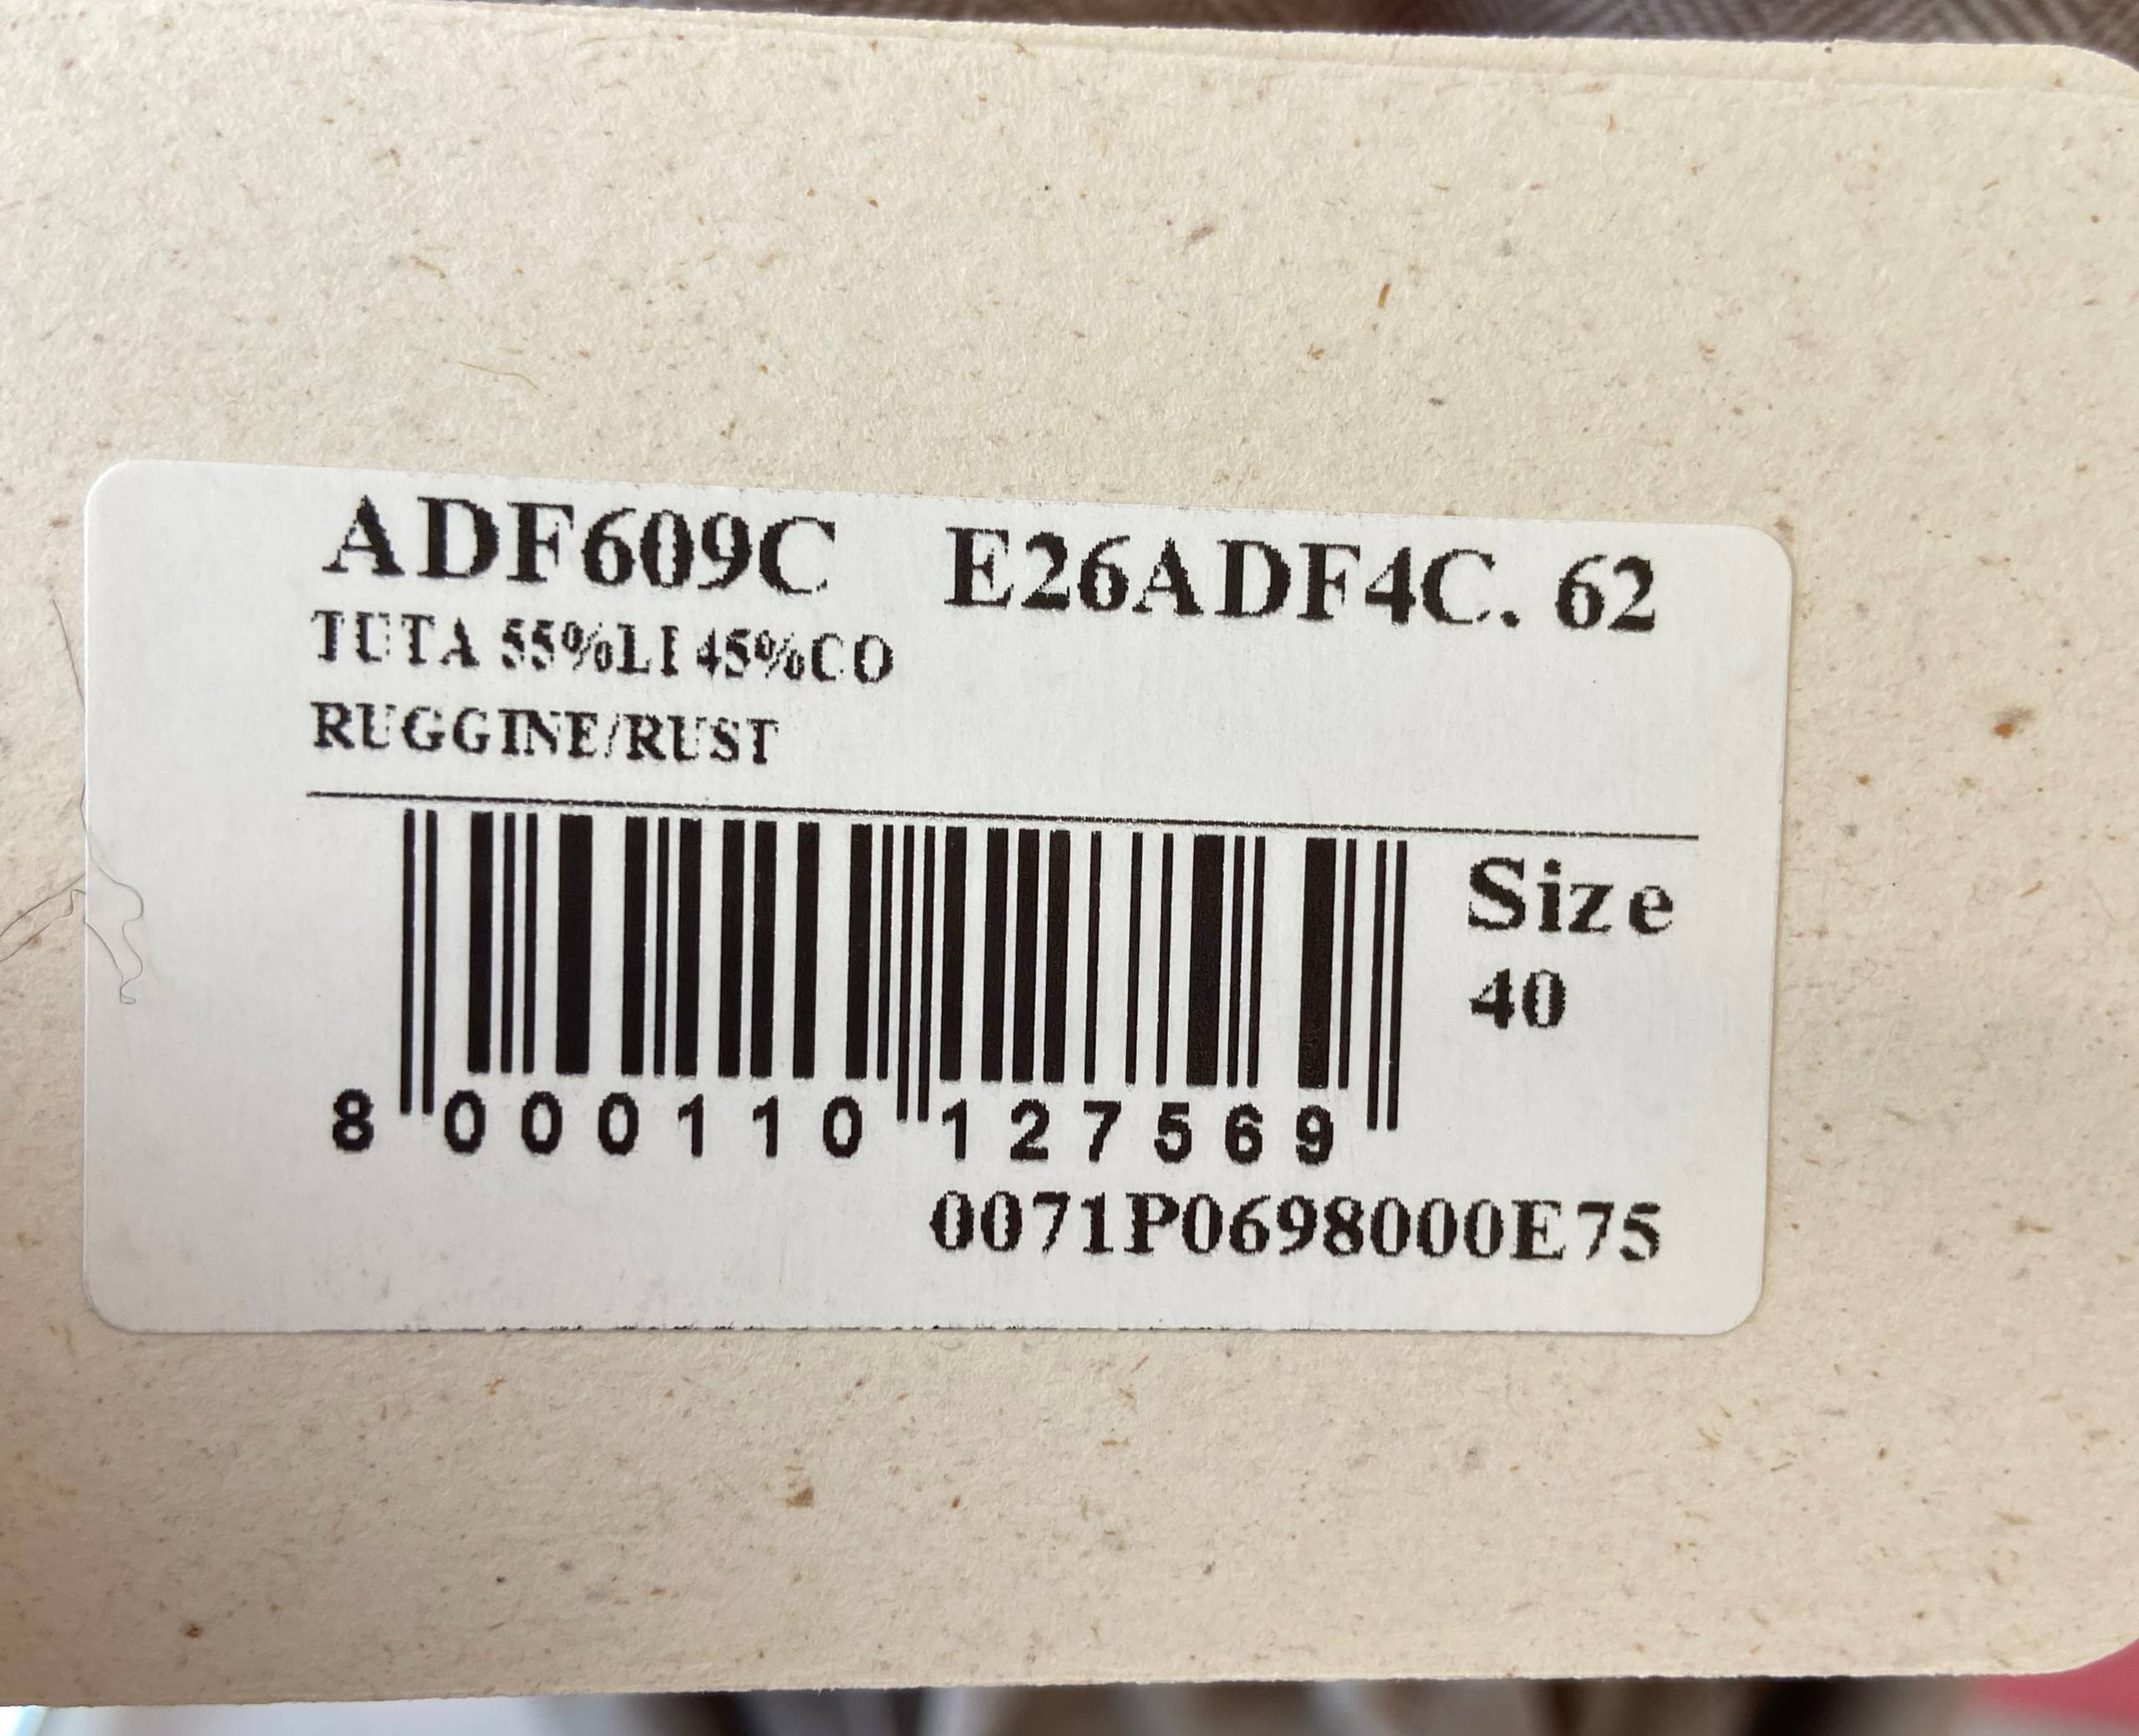 ADF609C E26ADF4C. 62
TUTA 55%LI 45%CO
RUGGINE/RUST
Size
40
8 000110 127569
0071P0698000E75